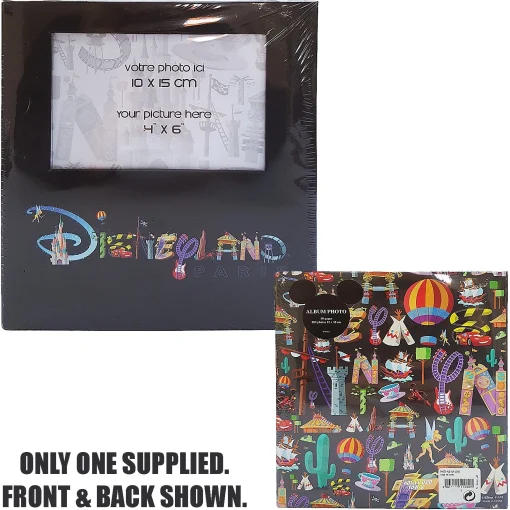 votre photo ici
10 x 15 cm
your picture here
4" x 6"
DISNEYLAND
PARIS
ALBUM PHOTO
ONLY ONE SUPPLIED.
FRONT & BACK SHOWN.